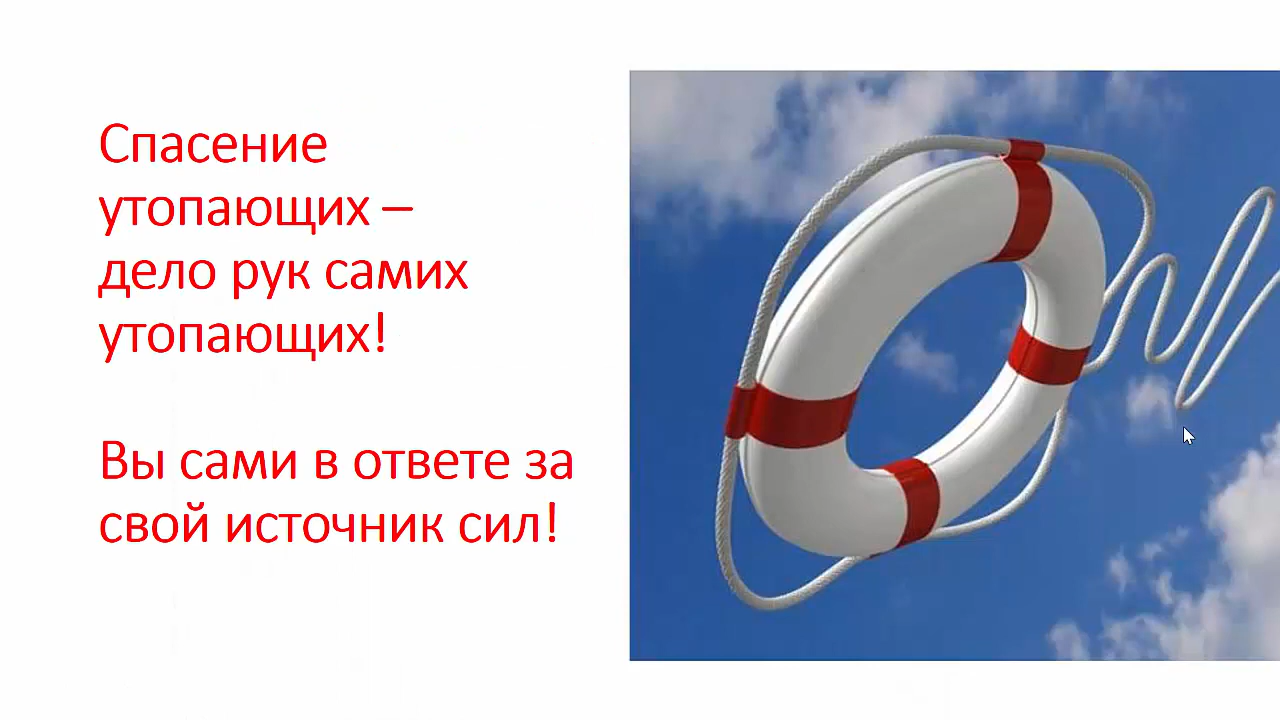 Спасение
утопающих –
дело рук самих
утопающих!
Вы сами в ответе за
свой источник сил!